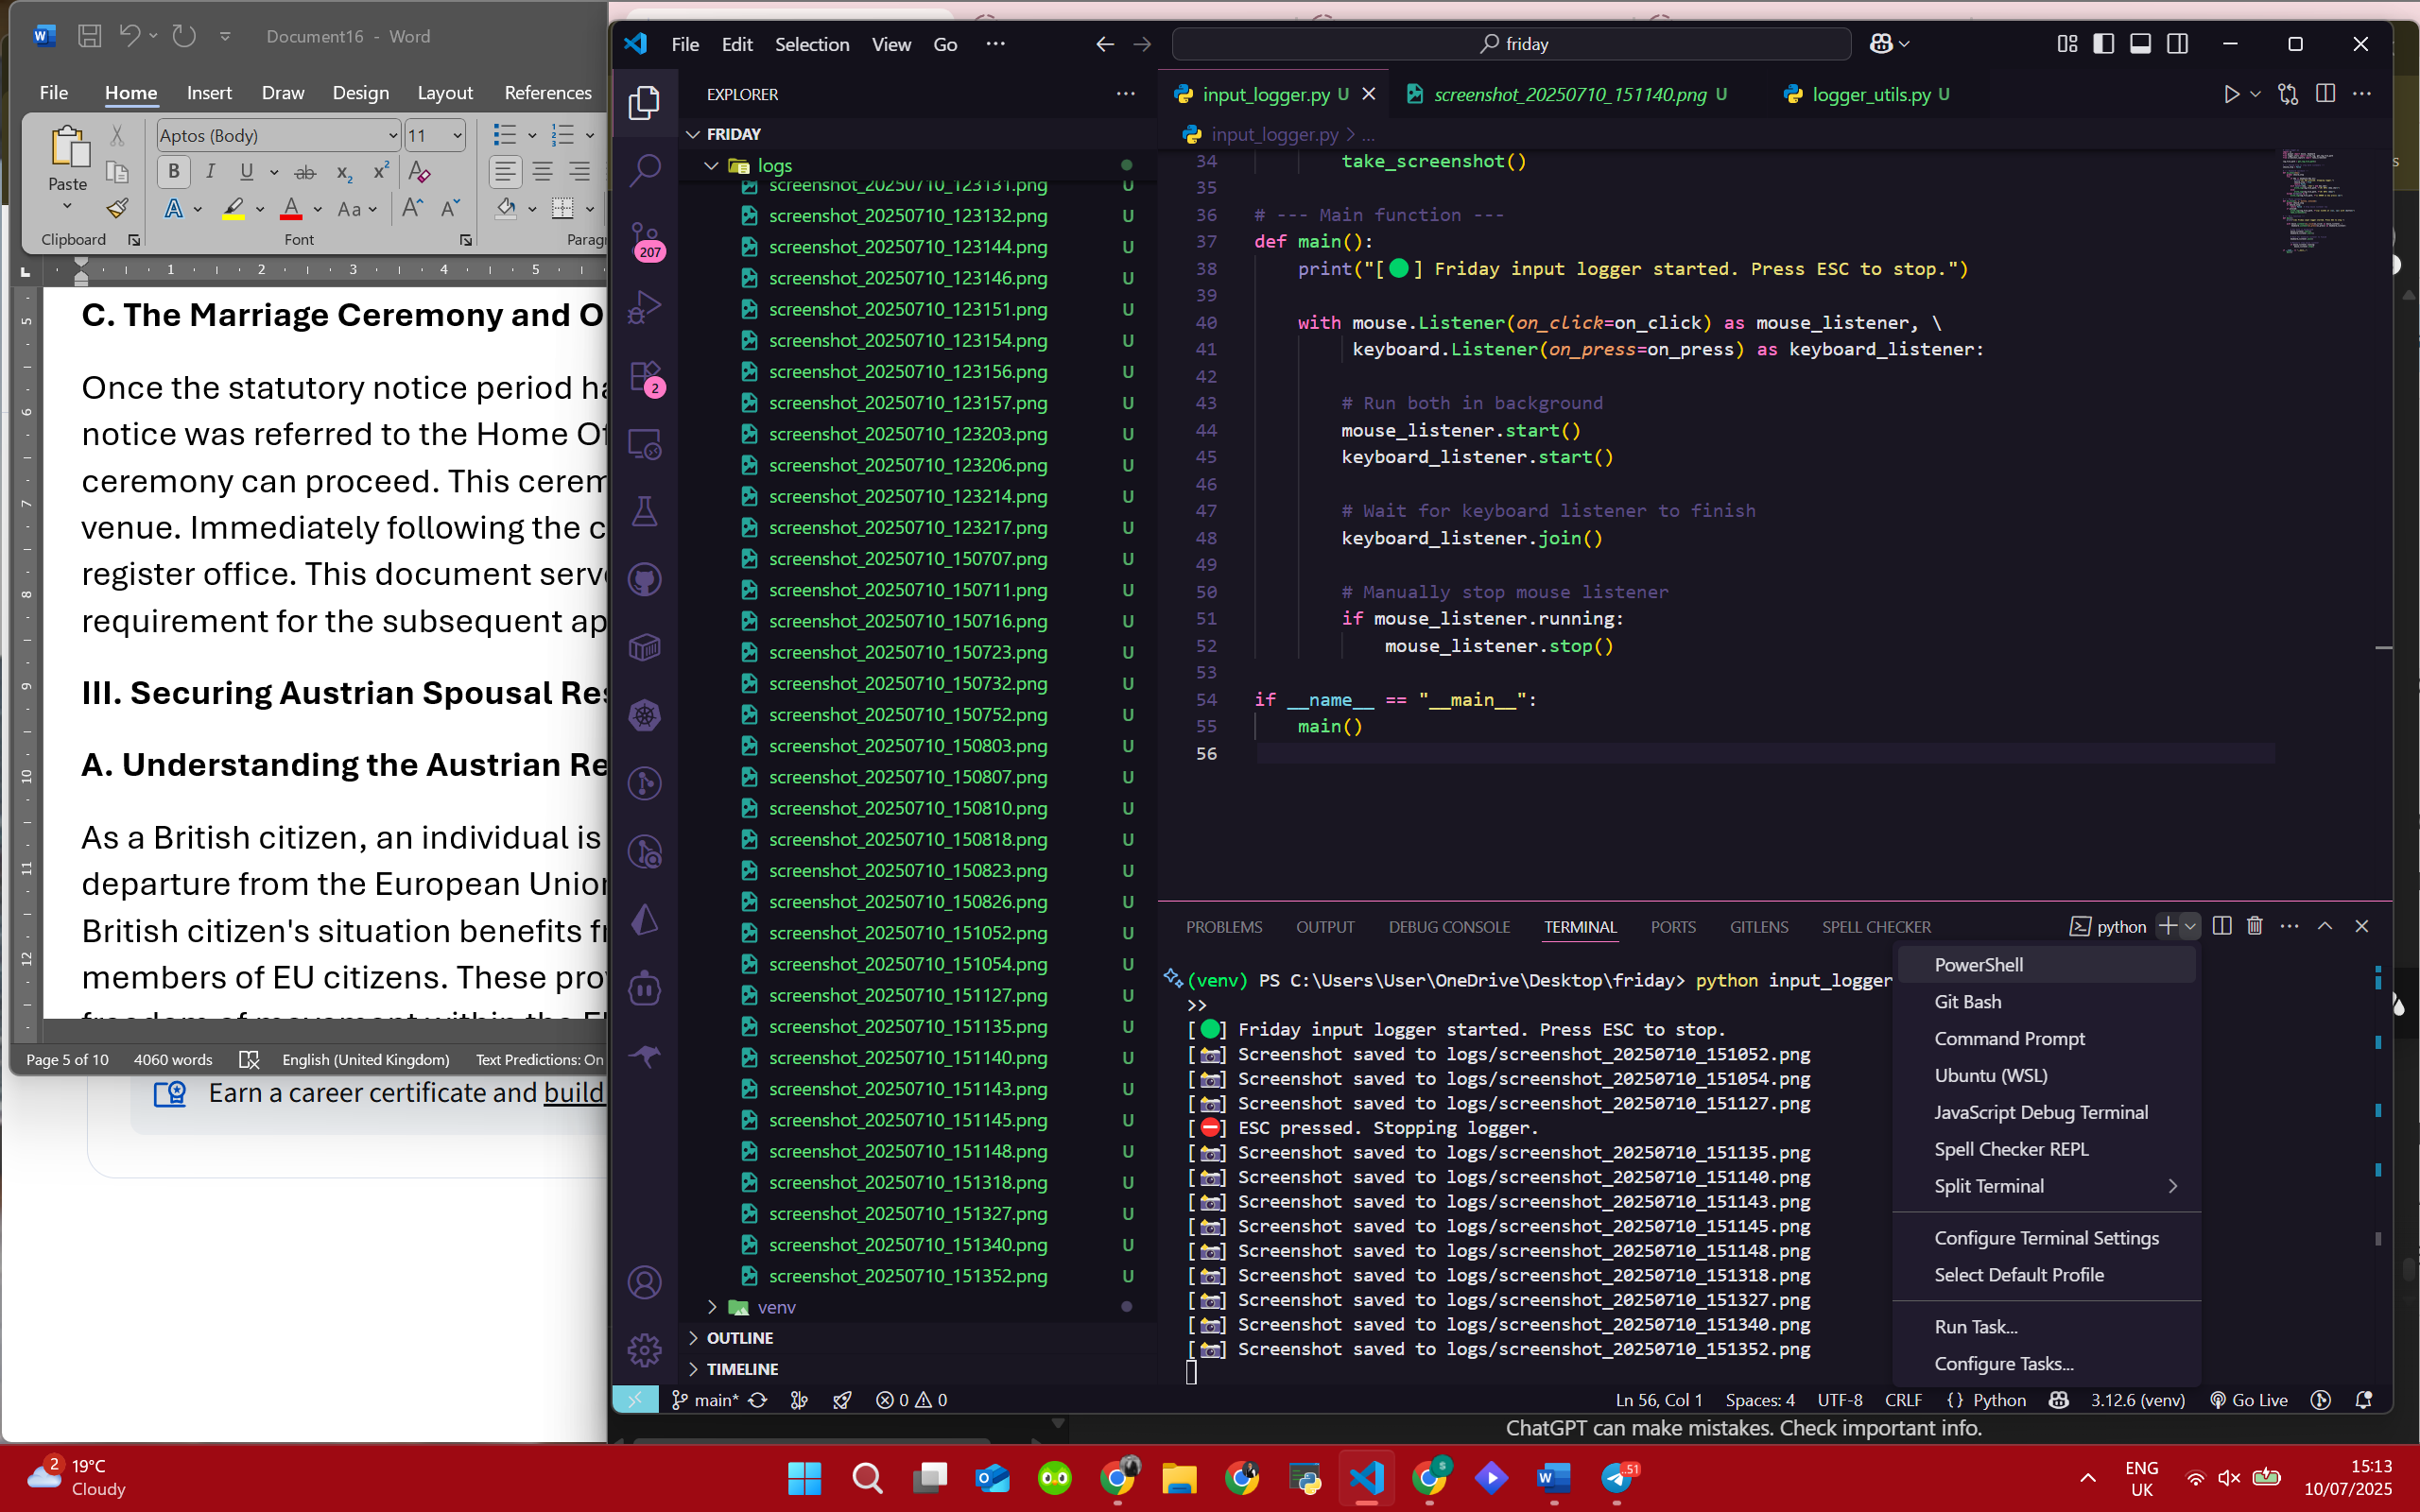 Document16 - Word
File Home Insert Draw Design Layout References
Paste
Aptos (Body) 11
Clipboard Font
1 2 3 4 5
C. The Marriage Ceremony and O
Once the statutory notice period ha
notice was referred to the Home Of
ceremony can proceed. This cerem
venue. Immediately following the c
register office. This document serve
requirement for the subsequent ap
III. Securing Austrian Spousal Res
A. Understanding the Austrian Re
As a British citizen, an individual is
departure from the European Union
British citizen's situation benefits fr
members of EU citizens. These prov
Page 5 of 10 4060 words English (United Kingdom) Text Predictions: On
Earn a career certificate and build
File Edit Selection View Go
friday
EXPLORER
FRIDAY
logs
screenshot_20250710_123131.png U
screenshot_20250710_123132.png U
screenshot_20250710_123144.png U
screenshot_20250710_123146.png U
screenshot_20250710_123151.png U
screenshot_20250710_123154.png U
screenshot_20250710_123156.png U
screenshot_20250710_123157.png U
screenshot_20250710_123203.png U
screenshot_20250710_123206.png U
screenshot_20250710_123214.png U
screenshot_20250710_123217.png U
screenshot_20250710_150707.png U
screenshot_20250710_150711.png U
screenshot_20250710_150716.png U
screenshot_20250710_150723.png U
screenshot_20250710_150732.png U
screenshot_20250710_150752.png U
screenshot_20250710_150803.png U
screenshot_20250710_150807.png U
screenshot_20250710_150810.png U
screenshot_20250710_150818.png U
screenshot_20250710_150823.png U
screenshot_20250710_150826.png U
screenshot_20250710_151052.png U
screenshot_20250710_151054.png U
screenshot_20250710_151127.png U
screenshot_20250710_151135.png U
screenshot_20250710_151140.png U
screenshot_20250710_151143.png U
screenshot_20250710_151145.png U
screenshot_20250710_151148.png U
screenshot_20250710_151318.png U
screenshot_20250710_151327.png U
screenshot_20250710_151340.png U
screenshot_20250710_151352.png U
venv
OUTLINE
TIMELINE
207
2
input_logger.py U screenshot_20250710_151140.png U logger_utils.py U
input_logger.py > ...
34 take_screenshot()
35
36 # --- Main function ---
37 def main():
38 print("[🟢] Friday input logger started. Press ESC to stop.")
39
40 with mouse.Listener(on_click=on_click) as mouse_listener, \
41 keyboard.Listener(on_press=on_press) as keyboard_listener:
42
43 # Run both in background
44 mouse_listener.start()
45 keyboard_listener.start()
46
47 # Wait for keyboard listener to finish
48 keyboard_listener.join()
49
50 # Manually stop mouse listener
51 if mouse_listener.running:
52 mouse_listener.stop()
53
54 if __name__ == "__main__":
55 main()
56
PROBLEMS OUTPUT DEBUG CONSOLE TERMINAL PORTS GITLENS SPELL CHECKER python
(venv) PS C:\Users\User\OneDrive\Desktop\friday> python input_logger
>>
[🟢] Friday input logger started. Press ESC to stop.
[📸] Screenshot saved to logs/screenshot_20250710_151052.png
[📸] Screenshot saved to logs/screenshot_20250710_151054.png
[📸] Screenshot saved to logs/screenshot_20250710_151127.png
[⛔] ESC pressed. Stopping logger.
[📸] Screenshot saved to logs/screenshot_20250710_151135.png
[📸] Screenshot saved to logs/screenshot_20250710_151140.png
[📸] Screenshot saved to logs/screenshot_20250710_151143.png
[📸] Screenshot saved to logs/screenshot_20250710_151145.png
[📸] Screenshot saved to logs/screenshot_20250710_151148.png
[📸] Screenshot saved to logs/screenshot_20250710_151318.png
[📸] Screenshot saved to logs/screenshot_20250710_151327.png
[📸] Screenshot saved to logs/screenshot_20250710_151340.png
[📸] Screenshot saved to logs/screenshot_20250710_151352.png
PowerShell
Git Bash
Command Prompt
Ubuntu (WSL)
JavaScript Debug Terminal
Spell Checker REPL
Split Terminal
Configure Terminal Settings
Select Default Profile
Run Task...
Configure Tasks...
main* 0 0 Ln 56, Col 1 Spaces: 4 UTF-8 CRLF {} Python 3.12.6 (venv) Go Live
ChatGPT can make mistakes. Check important info.
2 19°C
Cloudy
ENG
UK
15:13
10/07/2025